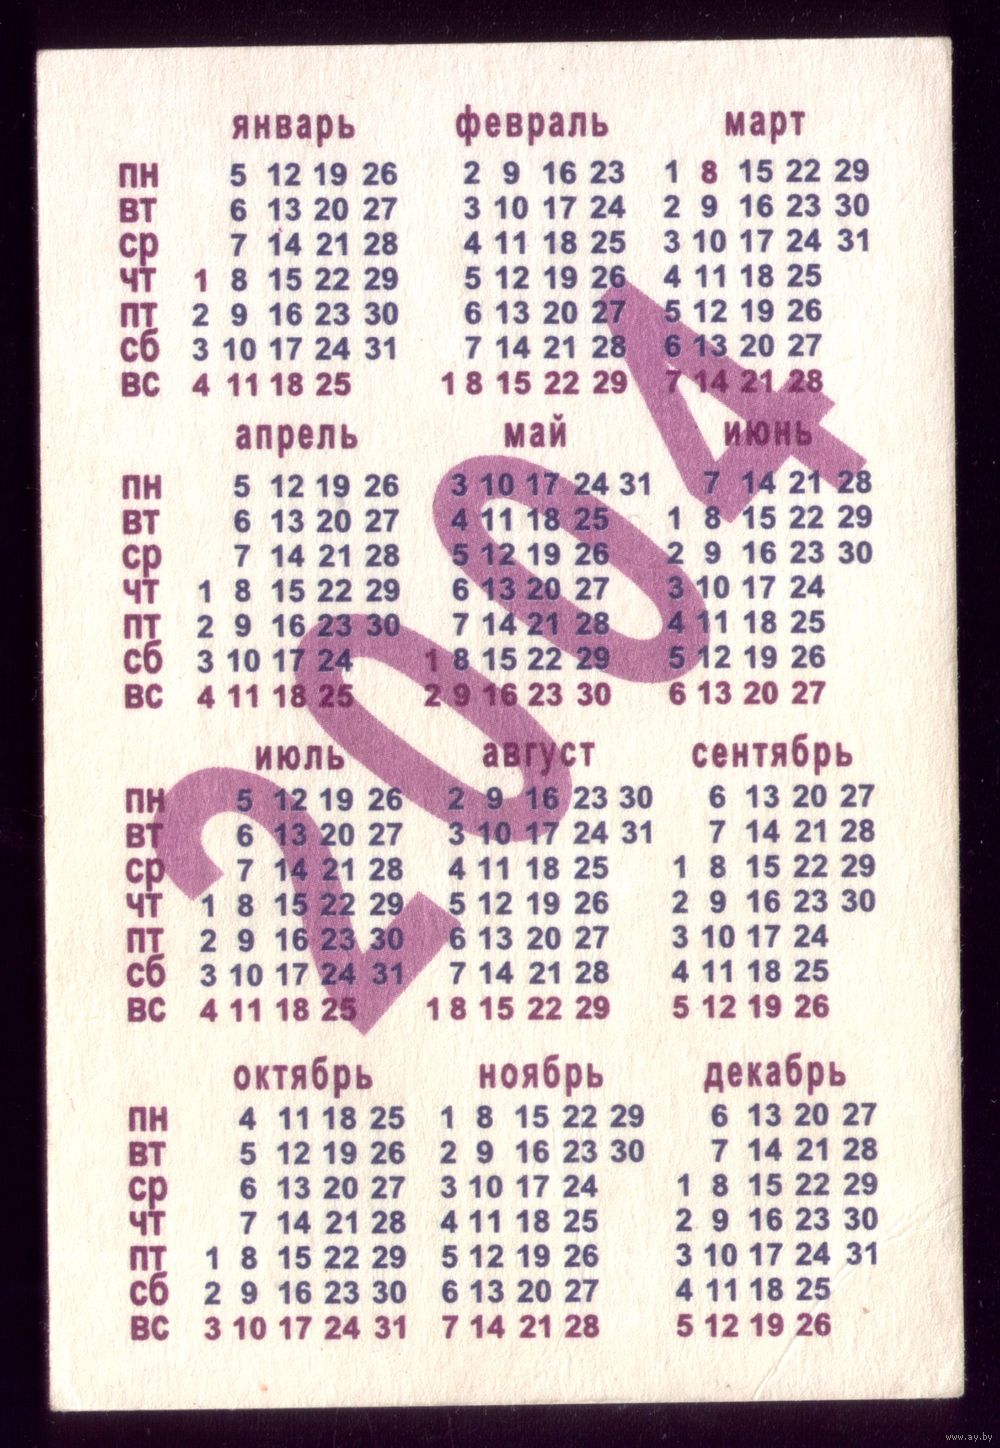 январь февраль март
ПН 5 12 19 26 2 9 16 23 1 8 15 22 29
ВТ 6 13 20 27 3 10 17 24 2 9 16 23 30
СР 7 14 21 28 4 11 18 25 3 10 17 24 31
ЧТ 1 8 15 22 29 5 12 19 26 4 11 18 25
ПТ 2 9 16 23 30 6 13 20 27 5 12 19 26
СБ 3 10 17 24 31 7 14 21 28 6 13 20 27
ВС 4 11 18 25 1 8 15 22 29 7 14 21 28
апрель май июнь
ПН 5 12 19 26 3 10 17 24 31 7 14 21 28
ВТ 6 13 20 27 4 11 18 25 1 8 15 22 29
СР 7 14 21 28 5 12 19 26 2 9 16 23 30
ЧТ 1 8 15 22 29 6 13 20 27 3 10 17 24
ПТ 2 9 16 23 30 7 14 21 28 4 11 18 25
СБ 3 10 17 24 1 8 15 22 29 5 12 19 26
ВС 4 11 18 25 2 9 16 23 30 6 13 20 27
2004
июль август сентябрь
ПН 5 12 19 26 2 9 16 23 30 6 13 20 27
ВТ 6 13 20 27 3 10 17 24 31 7 14 21 28
СР 7 14 21 28 4 11 18 25 1 8 15 22 29
ЧТ 1 8 15 22 29 5 12 19 26 2 9 16 23 30
ПТ 2 9 16 23 30 6 13 20 27 3 10 17 24
СБ 3 10 17 24 31 7 14 21 28 4 11 18 25
ВС 4 11 18 25 1 8 15 22 29 5 12 19 26
октябрь ноябрь декабрь
ПН 4 11 18 25 1 8 15 22 29 6 13 20 27
ВТ 5 12 19 26 2 9 16 23 30 7 14 21 28
СР 6 13 20 27 3 10 17 24 1 8 15 22 29
ЧТ 7 14 21 28 4 11 18 25 2 9 16 23 30
ПТ 1 8 15 22 29 5 12 19 26 3 10 17 24 31
СБ 2 9 16 23 30 6 13 20 27 4 11 18 25
ВС 3 10 17 24 31 7 14 21 28 5 12 19 26
www.ay.by